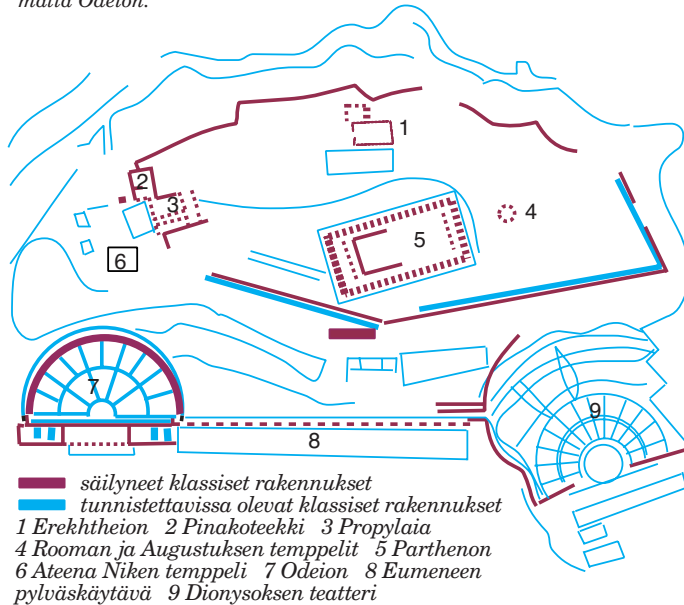 malla Odeion.
1
2
3
4
5
6
7
9
8
säilyneet klassiset rakennukset
tunnistettavissa olevat klassiset rakennukset
1 Erekhtheion 2 Pinakoteekki 3 Propylaia
4 Rooman ja Augustuksen temppelit 5 Parthenon
6 Ateena Niken temppeli 7 Odeion 8 Eumeneen
pylväskäytävä 9 Dionysoksen teatteri